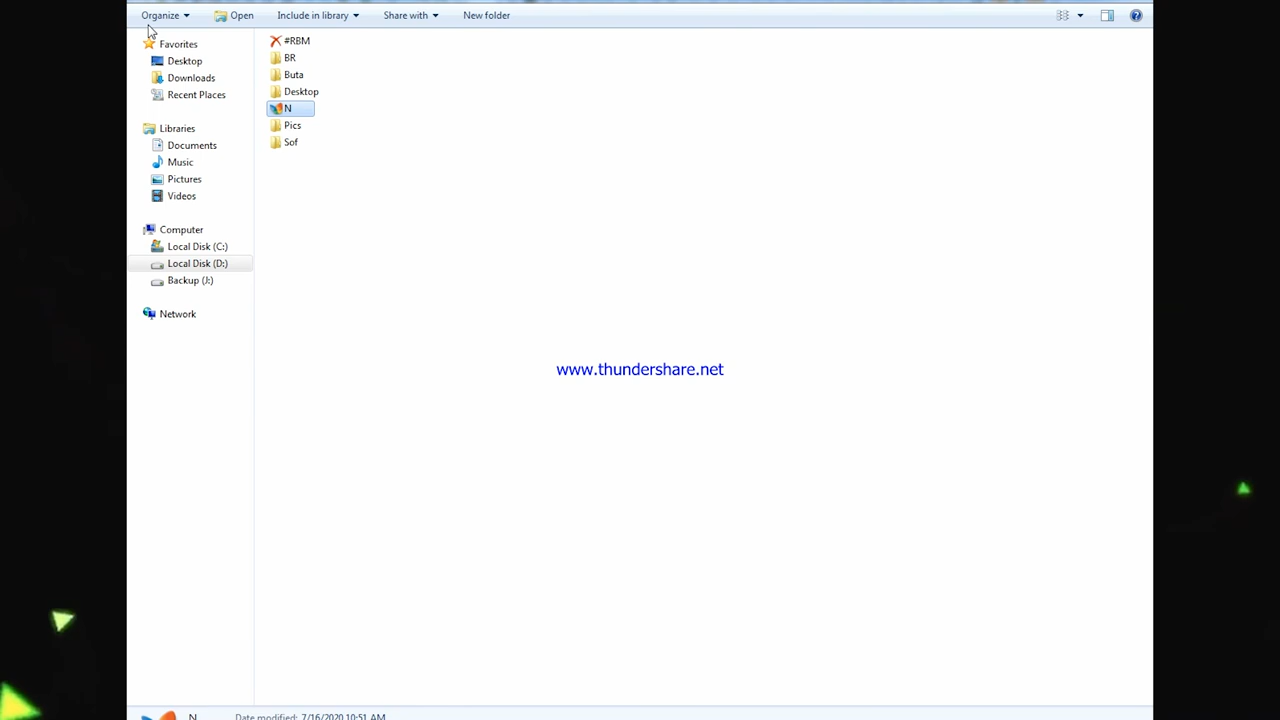 Organize Open Include in library Share with New folder
Favorites
Desktop
Downloads
Recent Places
Libraries
Documents
Music
Pictures
Videos
Computer
Local Disk (C:)
Local Disk (D:)
Backup (J:)
Network
#RBM
BR
Buta
Desktop
N
Pics
Sof
www.thundershare.net
N Date modified: 7/16/2020 10:51 AM